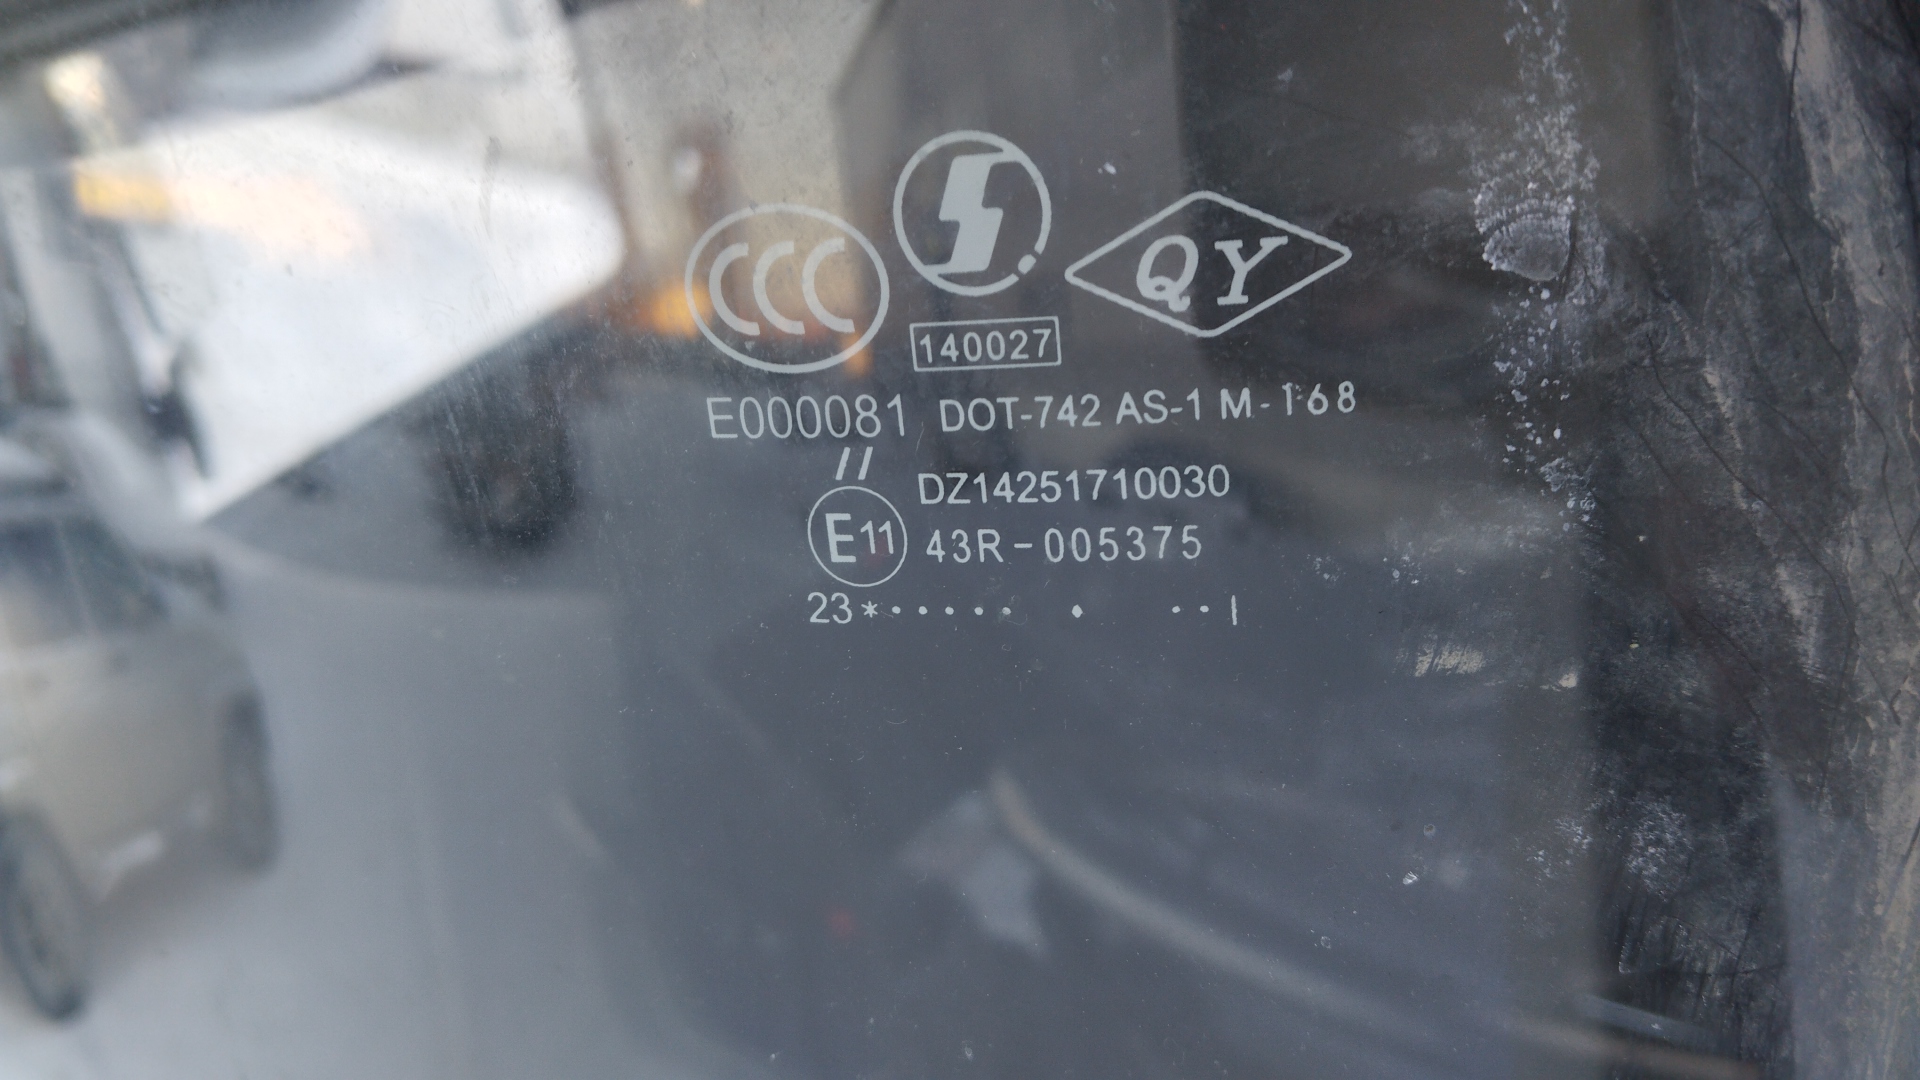 CCC
QY
140027
E000081 DOT-742 AS-1 M-168
//
DZ14251710030
E11 43R-005375
23*····· · ··|